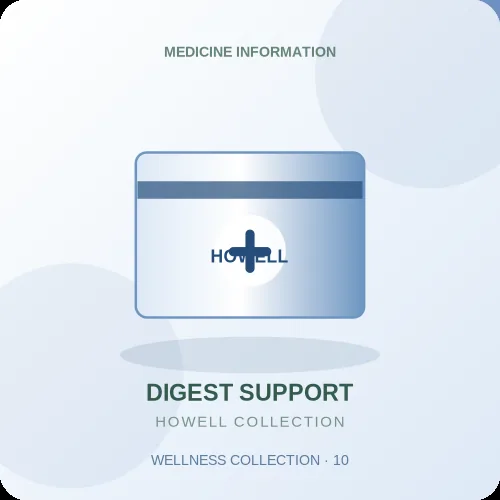 MEDICINE INFORMATION
HOWELL
DIGEST SUPPORT
HOWELL COLLECTION
WELLNESS COLLECTION · 10